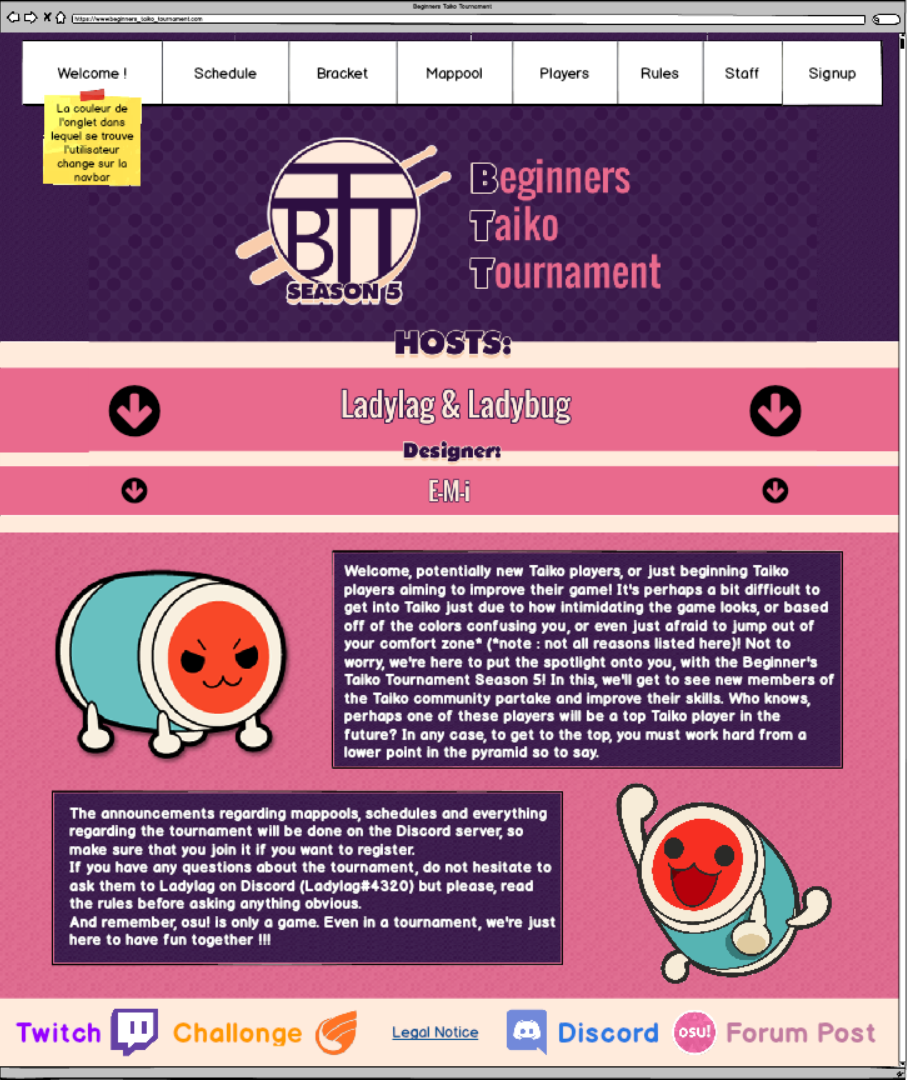 Beginners Taiko Tournament
https://www.beginners_taiko_tournament.com
Welcome !
Schedule
Bracket
Mappool
Players
Rules
Staff
Signup
La couleur de
l'onglet dans
lequel se trouve
l'utilisateur
change sur la
navbar
BTT
SEASON 5
Beginners
Taiko
Tournament
HOSTS:
Ladylag & Ladybug
Designer:
E-M-i
Welcome, potentially new Taiko players, or just beginning Taiko
players aiming to improve their game! It's perhaps a bit difficult to
get into Taiko just due to how intimidating the game looks, or based
off of the colors confusing you, or even just afraid to jump out of
your comfort zone* (*note : not all reasons listed here)! Not to
worry, we're here to put the spotlight onto you, with the Beginner's
Taiko Tournament Season 5! In this, we'll get to see new members of
the Taiko community partake and improve their skills. Who knows,
perhaps one of these players will be a top Taiko player in the
future? In any case, to get to the top, you must work hard from a
lower point in the pyramid so to say.
The announcements regarding mappools, schedules and everything
regarding the tournament will be done on the Discord server, so
make sure that you join it if you want to register.
If you have any questions about the tournament, do not hesitate to
ask them to Ladylag on Discord (Ladylag#4320) but please, read
the rules before asking anything obvious.
And remember, osu! is only a game. Even in a tournament, we're just
here to have fun together !!!
Twitch
Challonge
Legal Notice
Discord
osu!
Forum Post